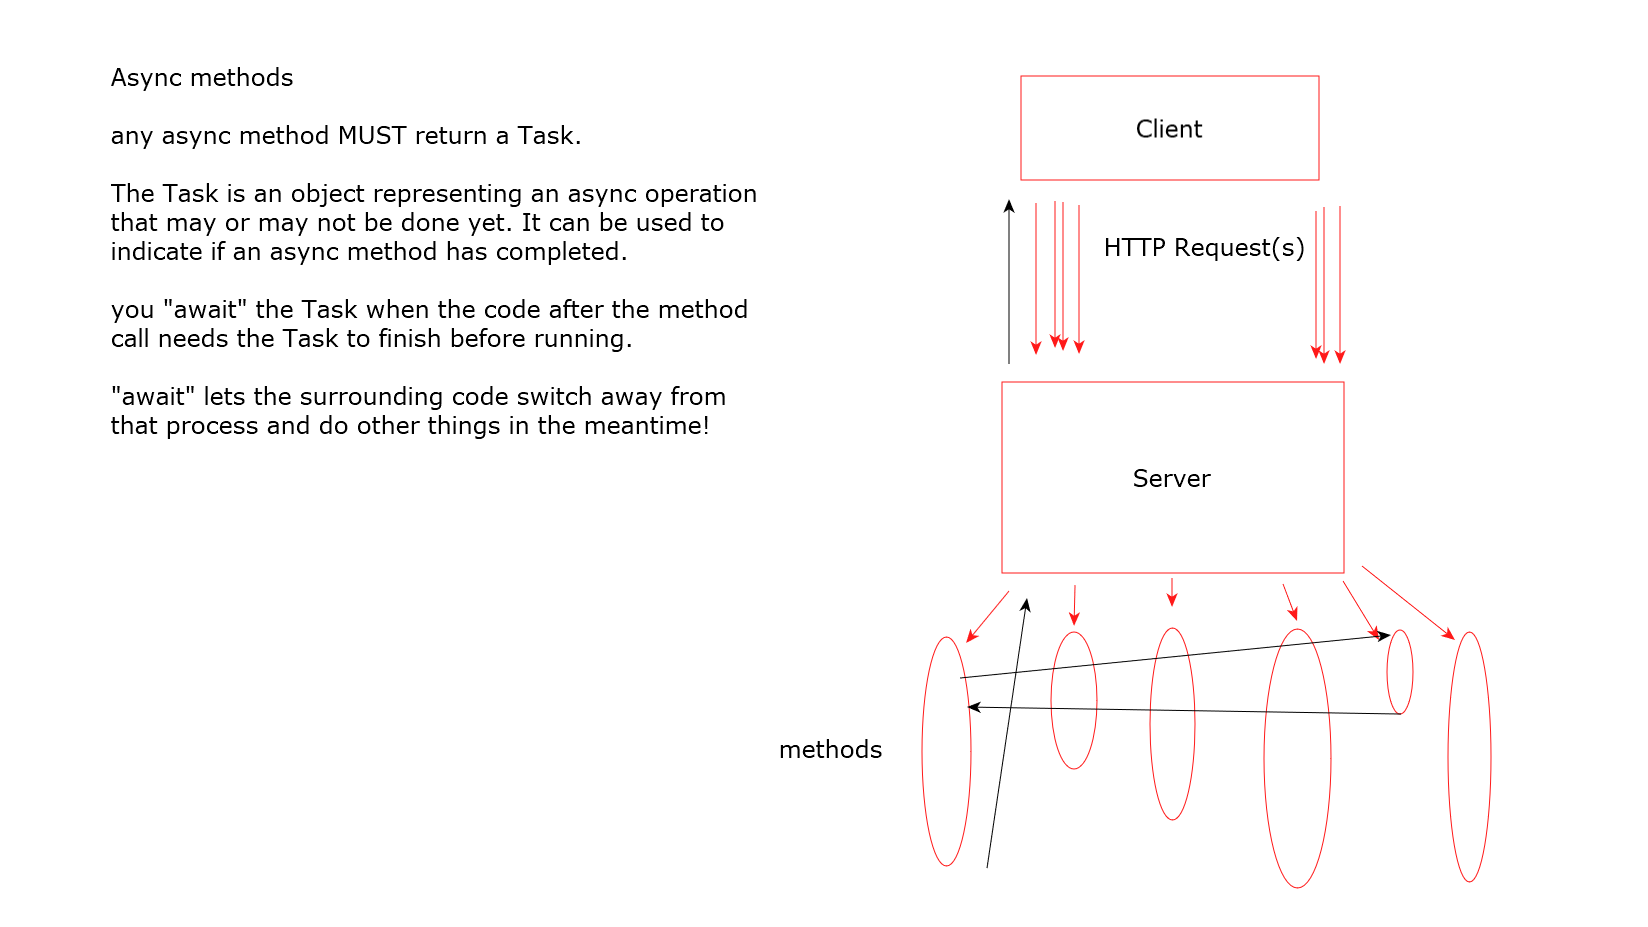 Async methods
any async method MUST return a Task.
The Task is an object representing an async operation
that may or may not be done yet. It can be used to
indicate if an async method has completed.
you "await" the Task when the code after the method
call needs the Task to finish before running.
"await" lets the surrounding code switch away from
that process and do other things in the meantime!
Client
HTTP Request(s)
Server
methods